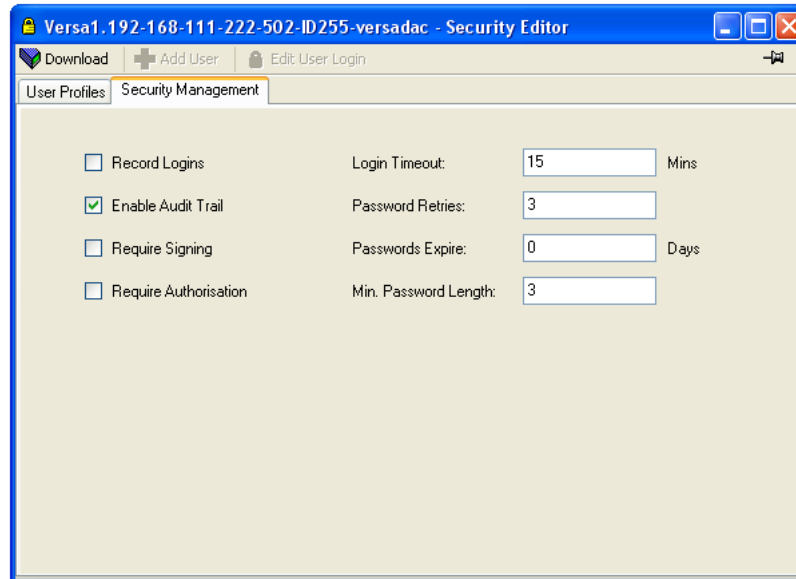 Versa1.192-168-111-222-502-ID255-versadac - Security Editor
Download Add User Edit User Login
User Profiles Security Management
Record Logins Login Timeout: 15 Mins
Enable Audit Trail Password Retries: 3
Require Signing Passwords Expire: 0 Days
Require Authorisation Min. Password Length: 3